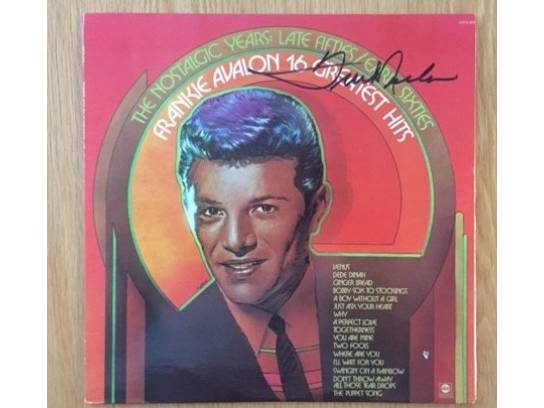 THE NOSTALGIC YEARS: LATE FIFTIES/EARLY SIXTIES
FRANKIE AVALON 16 GREATEST HITS
VENUS
DEDE DINAH
GINGER BREAD
BOBBY SOX TO STOCKINGS
A BOY WITHOUT A GIRL
JUST ASK YOUR HEART
WHY
A PERFECT LOVE
TOGETHERNESS
YOU ARE MINE
TWO FOOLS
WHERE ARE YOU
I'LL WAIT FOR YOU
SWINGIN' ON A RAINBOW
DON'T THROW AWAY
ALL THOSE TEAR DROPS
THE PUPPET SONG